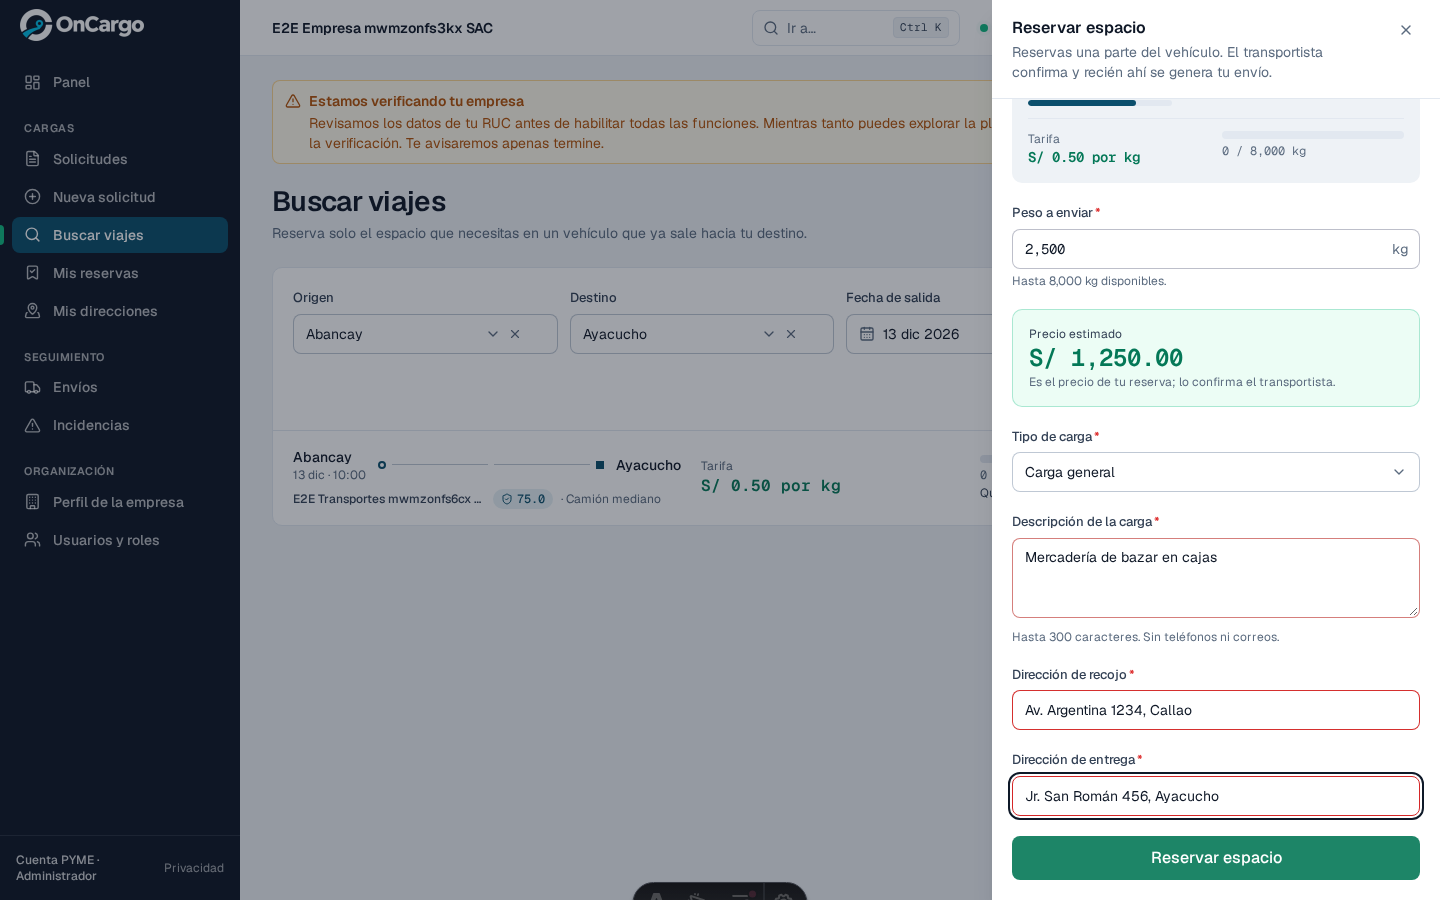 OnCargo
Panel
CARGAS
Solicitudes
Nueva solicitud
Buscar viajes
Mis reservas
Mis direcciones
SEGUIMIENTO
Envíos
Incidencias
ORGANIZACIÓN
Perfil de la empresa
Usuarios y roles
Cuenta PYME ·
Administrador
Privacidad
E2E Empresa mwmzonfs3kx SAC
Ir a...
Ctrl K
Estamos verificando tu empresa
Revisamos los datos de tu RUC antes de habilitar todas las funciones. Mientras tanto puedes explorar la pl
la verificación. Te avisaremos apenas termine.
Buscar viajes
Reserva solo el espacio que necesitas en un vehículo que ya sale hacia tu destino.
Origen
Destino
Fecha de salida
Abancay
Ayacucho
13 dic 2026
Abancay
13 dic · 10:00
Ayacucho
Tarifa
S/ 0.50 por kg
0
Qu
E2E Transportes mwmzonfs6cx ...
75.0
· Camión mediano
Reservar espacio
Reservas una parte del vehículo. El transportista
confirma y recién ahí se genera tu envío.
Tarifa
S/ 0.50 por kg
0 / 8,000 kg
Peso a enviar *
2,500
kg
Hasta 8,000 kg disponibles.
Precio estimado
S/ 1,250.00
Es el precio de tu reserva; lo confirma el transportista.
Tipo de carga *
Carga general
Descripción de la carga *
Mercadería de bazar en cajas
Hasta 300 caracteres. Sin teléfonos ni correos.
Dirección de recojo *
Av. Argentina 1234, Callao
Dirección de entrega *
Jr. San Román 456, Ayacucho
Reservar espacio